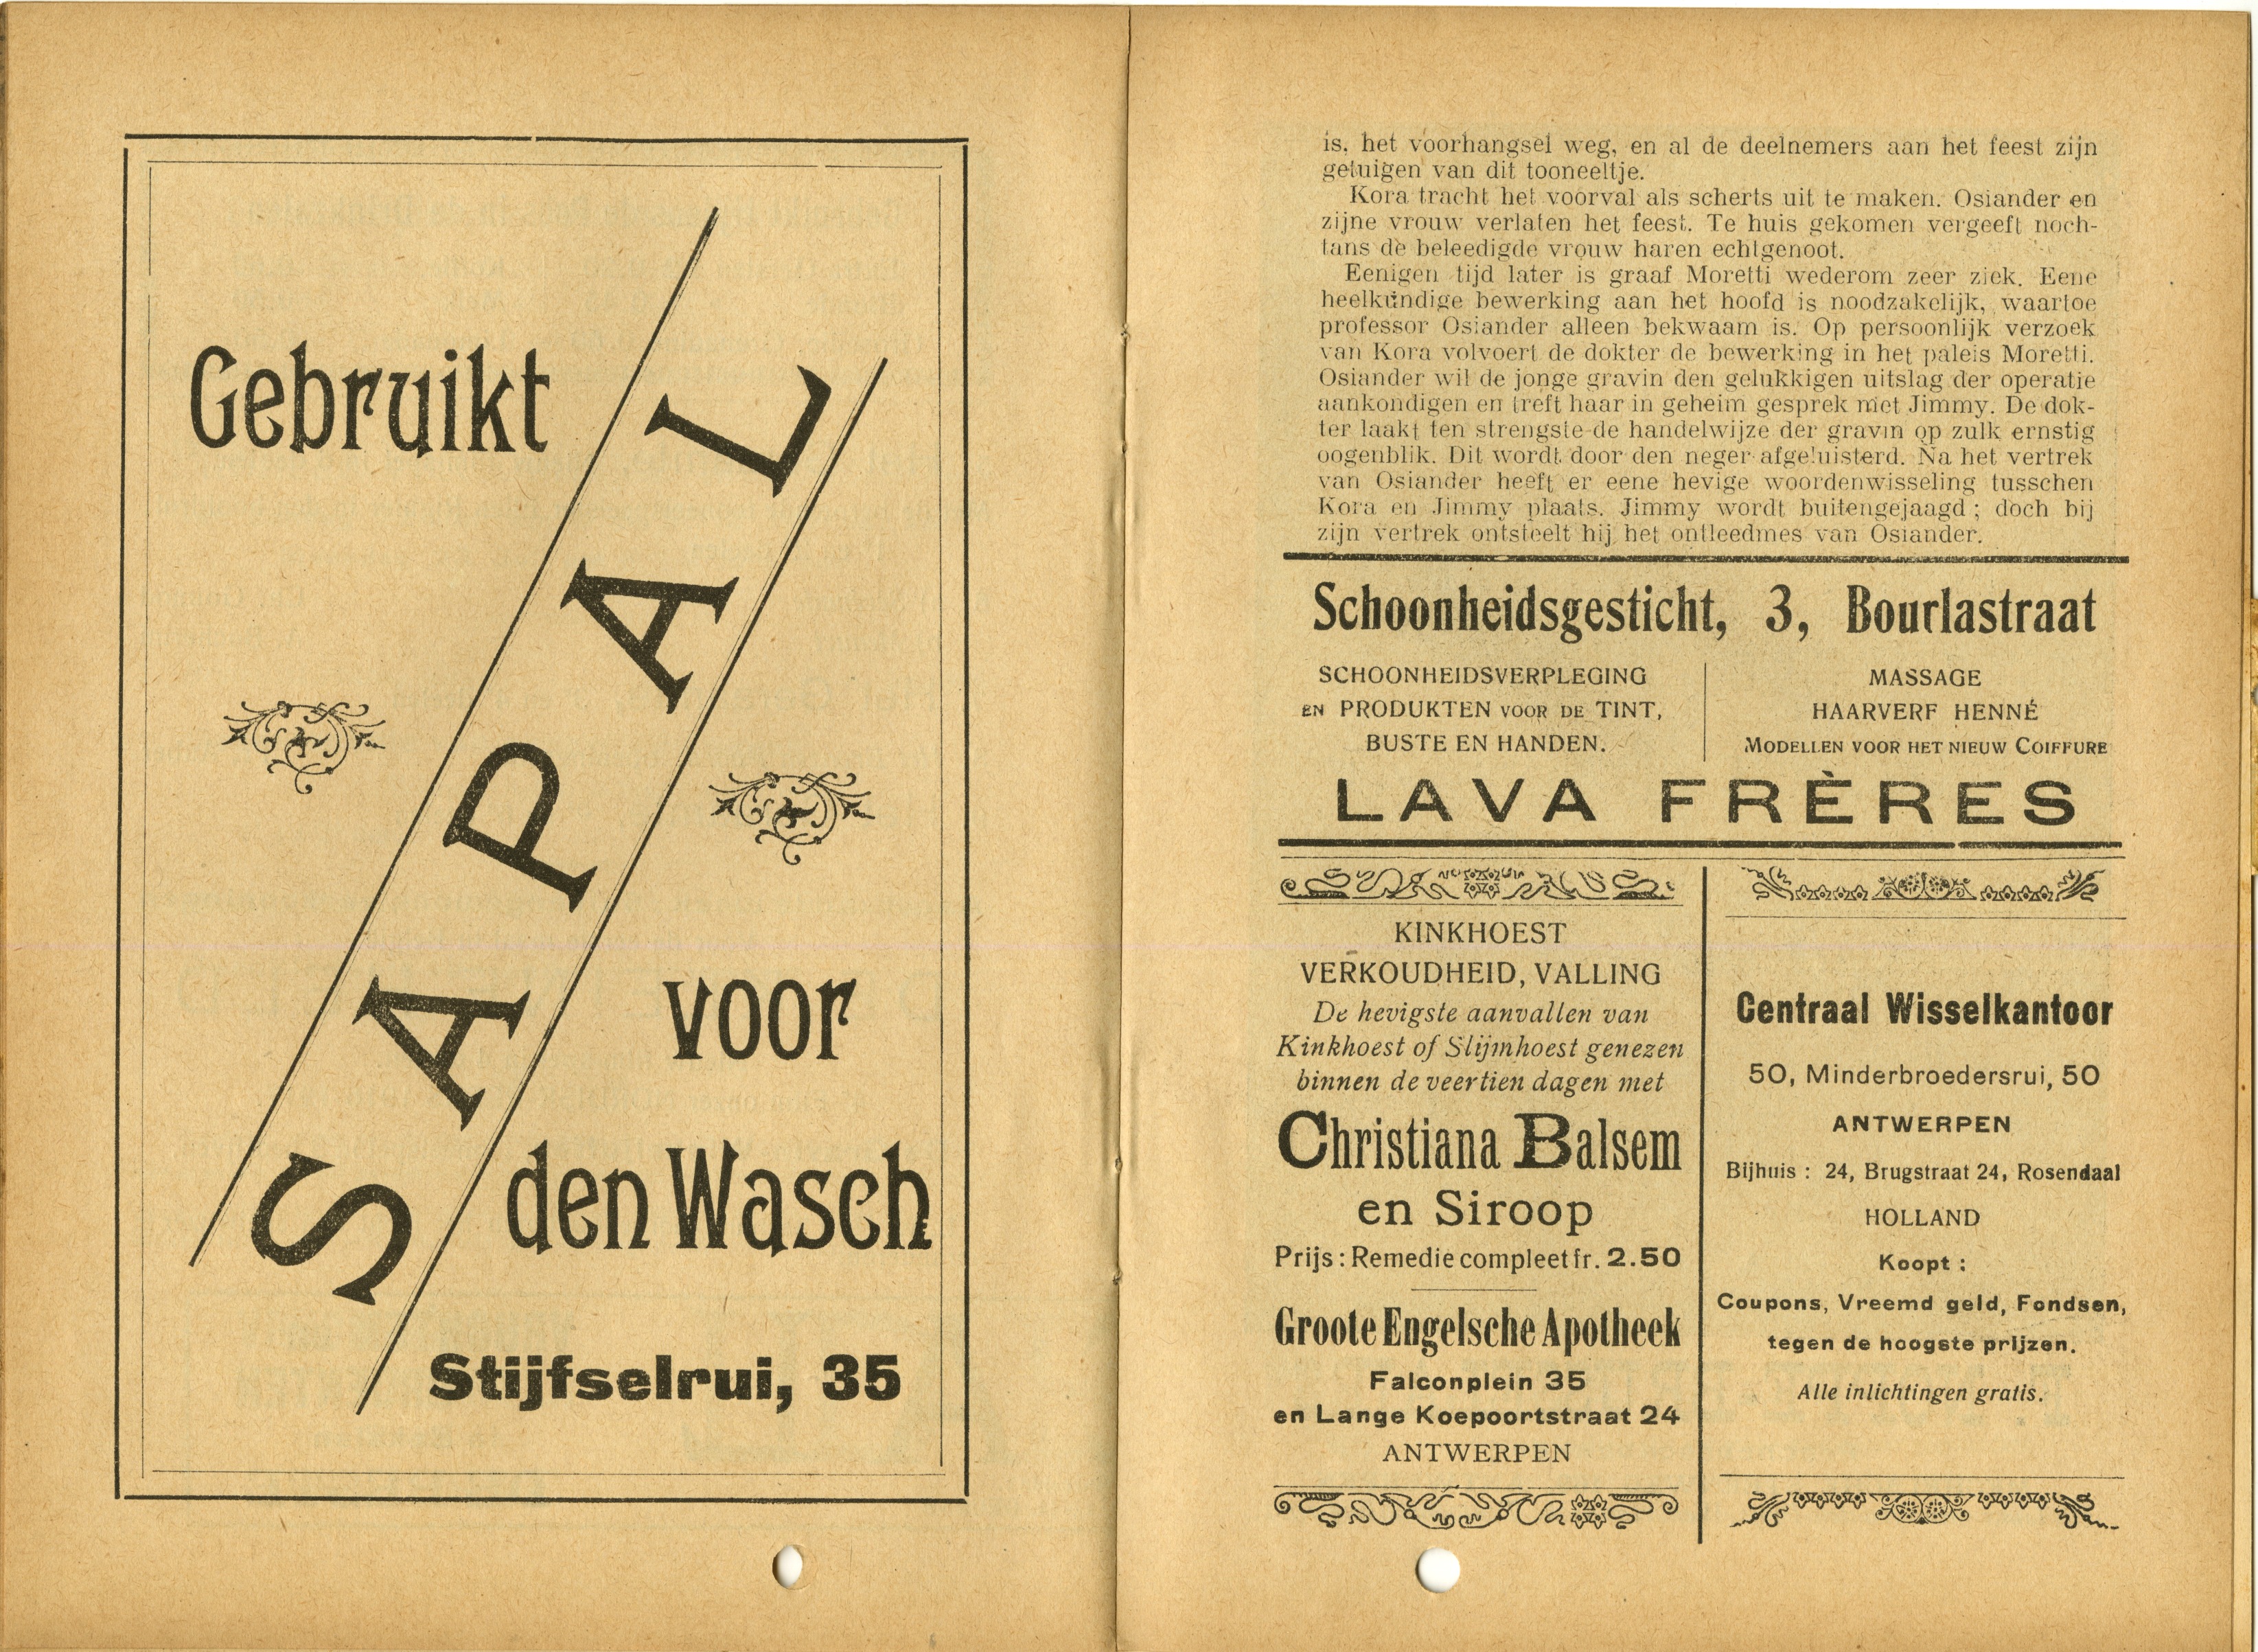 Gebruikt
SAPAL
voor
den Wasch
Stijfselrui, 35
is, het voorhangsel weg, en al de deelnemers aan het feest zijn
getuigen van dit tooneeltje.
Kora tracht het voorval als scherts uit te maken. Osiander en
zijne vrouw verlaten het feest. Te huis gekomen vergeeft noch-
tans de beleedigde vrouw haren echtgenoot.
Eenigen tijd later is graaf Moretti wederom zeer ziek. Eene
heelkundige bewerking aan het hoofd is noodzakelijk, waartoe
professor Osiander alleen bekwaam is. Op persoonlijk verzoek
van Kora volvoert de dokter de bewerking in het paleis Moretti.
Osiander wil de jonge gravin den gelukkigen uitslag der operatie
aankondigen en treft haar in geheim gesprek met Jimmy. De dok-
ter laakt ten strengste de handelwijze der gravin op zulk ernstig
oogenblik. Dit wordt door den neger afgeluisterd. Na het vertrek
van Osiander heeft er eene hevige woordenwisseling tusschen
Kora en Jimmy plaats. Jimmy wordt buitengejaagd ; doch bij
zijn vertrek ontsteelt hij het ontleedmes van Osiander.
Schoonheidsgesticht, 3, Bourlastraat
SCHOONHEIDSVERPLEGING
EN PRODUKTEN VOOR DE TINT,
BUSTE EN HANDEN.
MASSAGE
HAARVERF HENNÉ
MODELLEN VOOR HET NIEUW COIFFURE
LAVA FRÈRES
KINKHOEST
VERKOUDHEID, VALLING
De hevigste aanvallen van
Kinkhoest of Slijmhoest genezen
binnen de veertien dagen met
Christiana Balsem
en Siroop
Prijs : Remedie compleet fr. 2.50
Groote Engelsche Apotheek
Falconplein 35
en Lange Koepoortstraat 24
ANTWERPEN
Centraal Wisselkantoor
50, Minderbroedersrui, 50
ANTWERPEN
Bijhuis : 24, Brugstraat 24, Rosendaal
HOLLAND
Koopt :
Coupons, Vreemd geld, Fondsen,
tegen de hoogste prijzen.
Alle inlichtingen gratis.